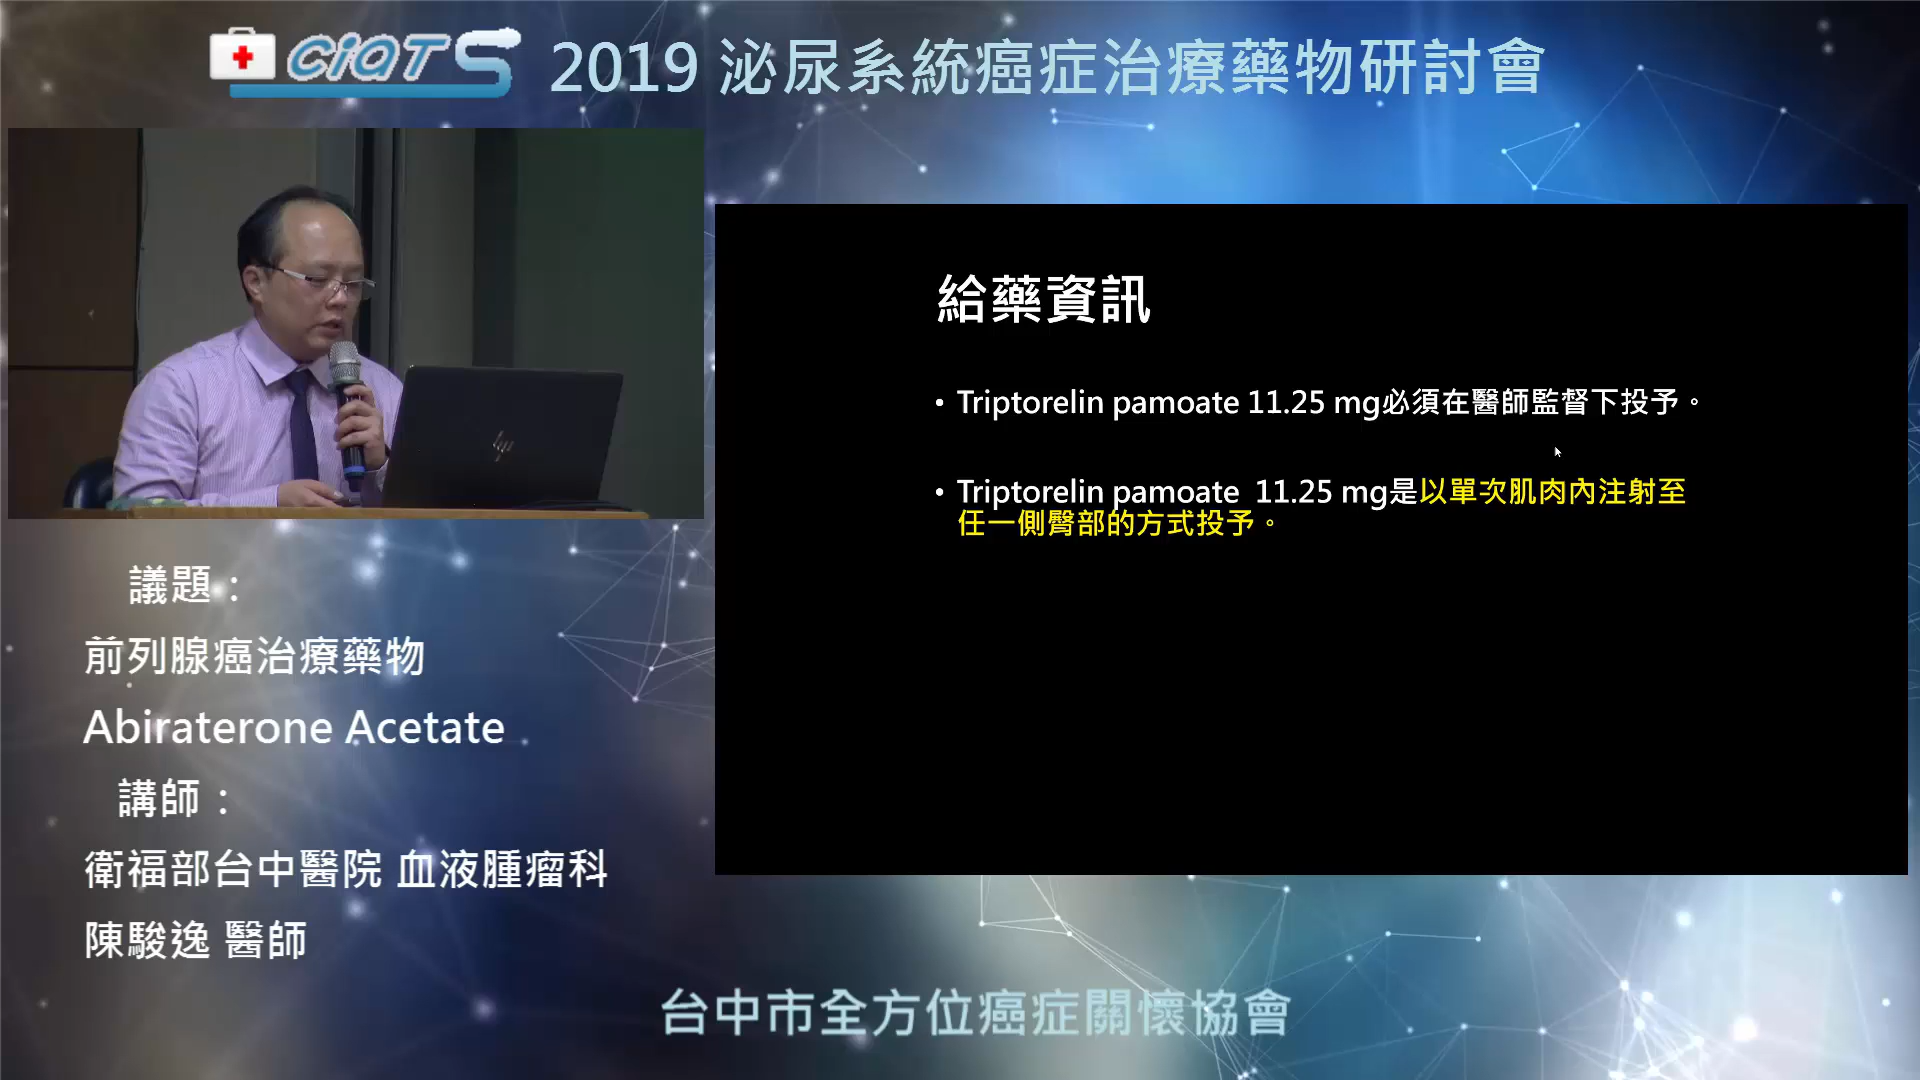 CiQTS 2019 泌尿系統癌症治療藥物研討會
給藥資訊
• Triptorelin pamoate 11.25 mg必須在醫師監督下投予。
• Triptorelin pamoate 11.25 mg是以單次肌肉內注射至
任一側臀部的方式投予。
hp
議題：
前列腺癌治療藥物
Abiraterone Acetate
講師：
衛福部台中醫院 血液腫瘤科
陳駿逸 醫師
台中市全方位癌症關懷協會